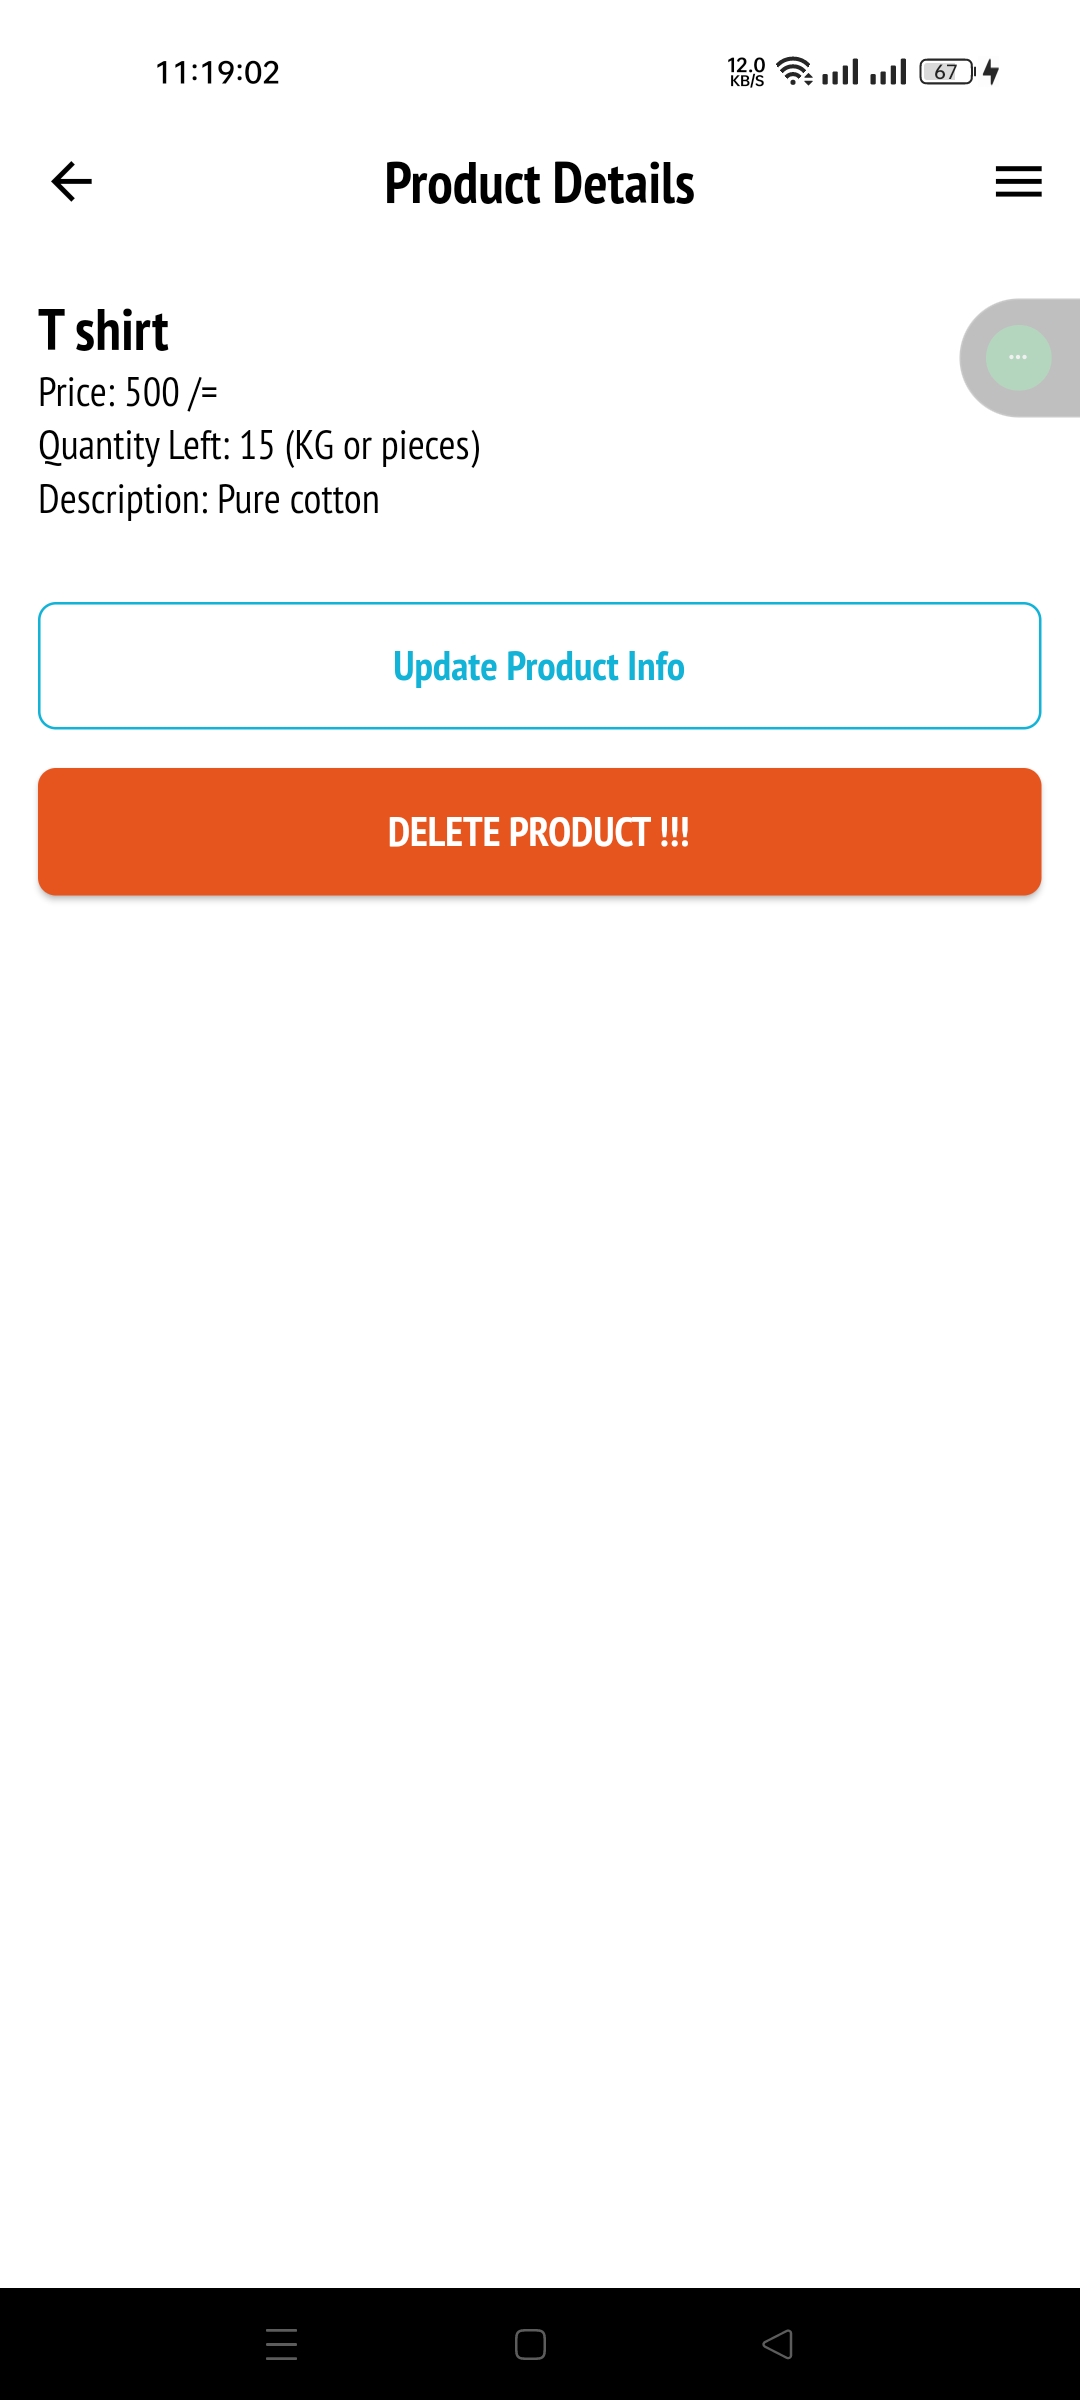 11:19:02
12.0
KB/S
67
Product Details
T shirt
...
Price: 500 /=
Quantity Left: 15 (KG or pieces)
Description: Pure cotton
Update Product Info
DELETE PRODUCT !!!